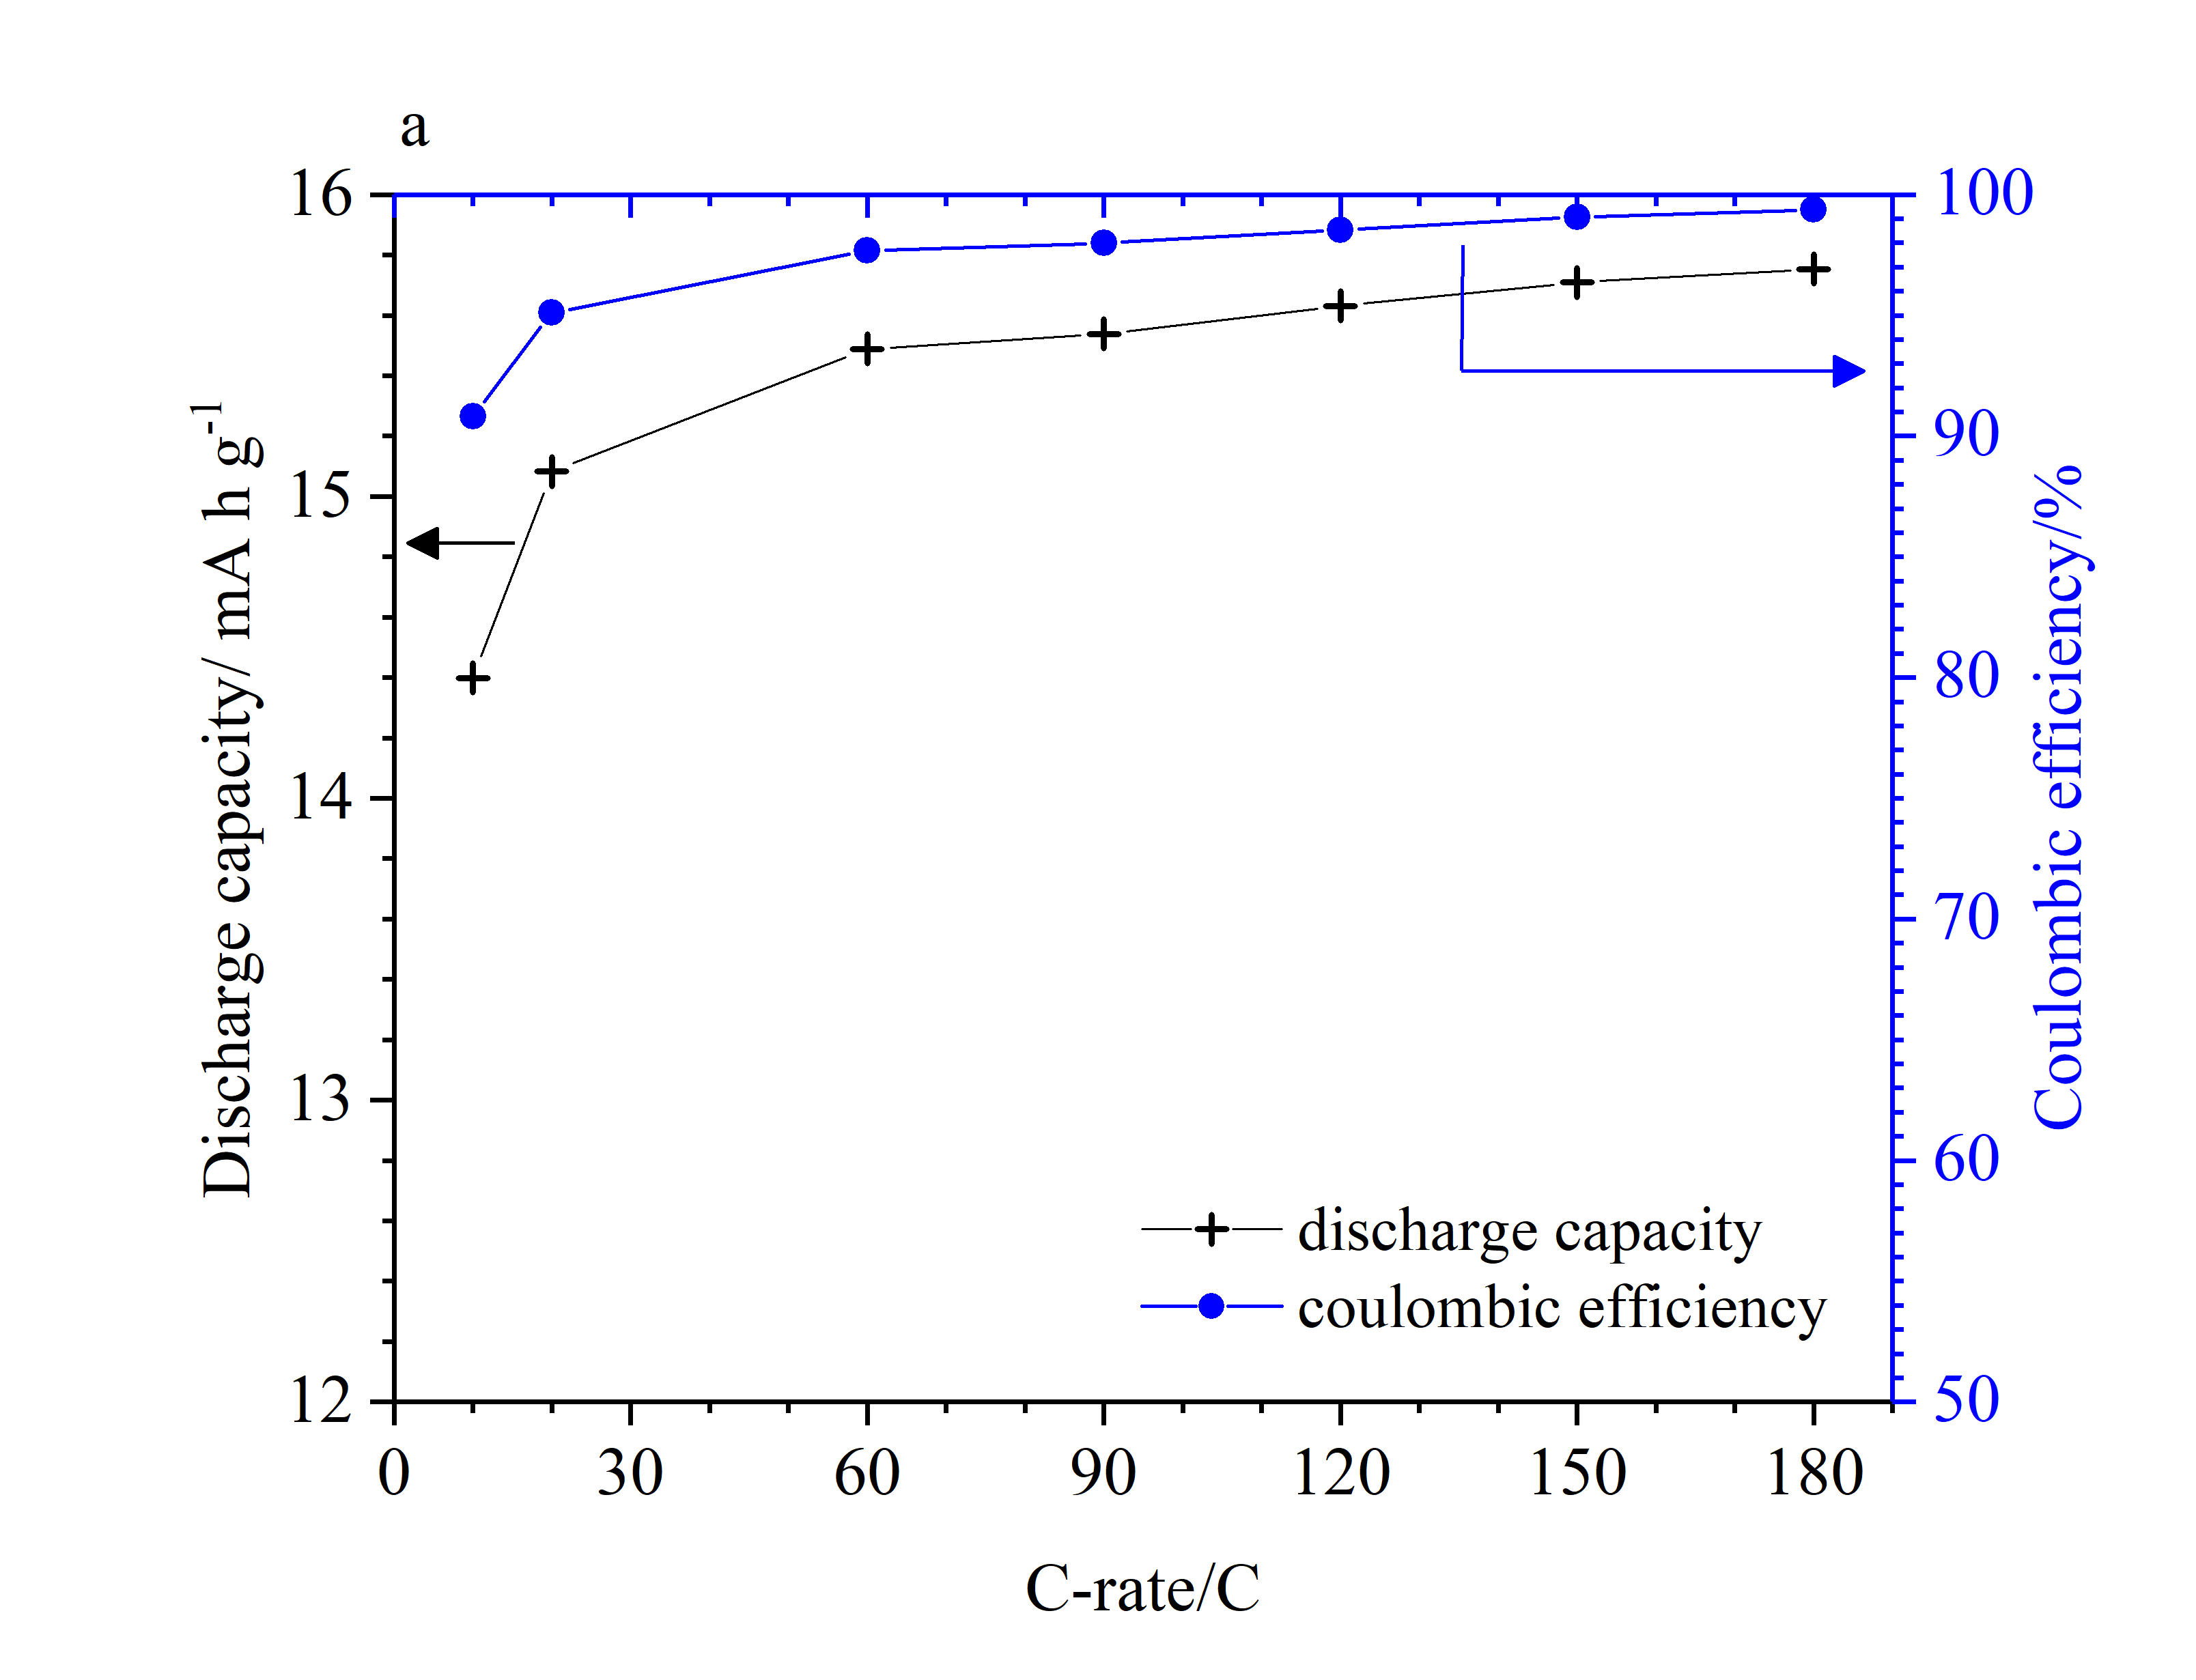 a
16
15
14
13
12
Discharge capacity/ mA h g⁻¹
100
90
80
70
60
50
Coulombic efficiency/%
discharge capacity
coulombic efficiency
0 30 60 90 120 150 180
C-rate/C